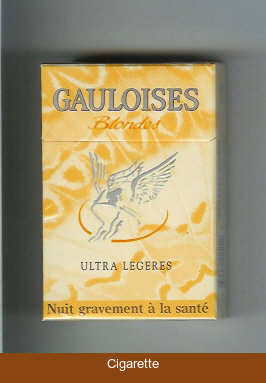 GAULOISES
Blondes
ULTRA LEGERES
Nuit gravement à la santé
Cigarette